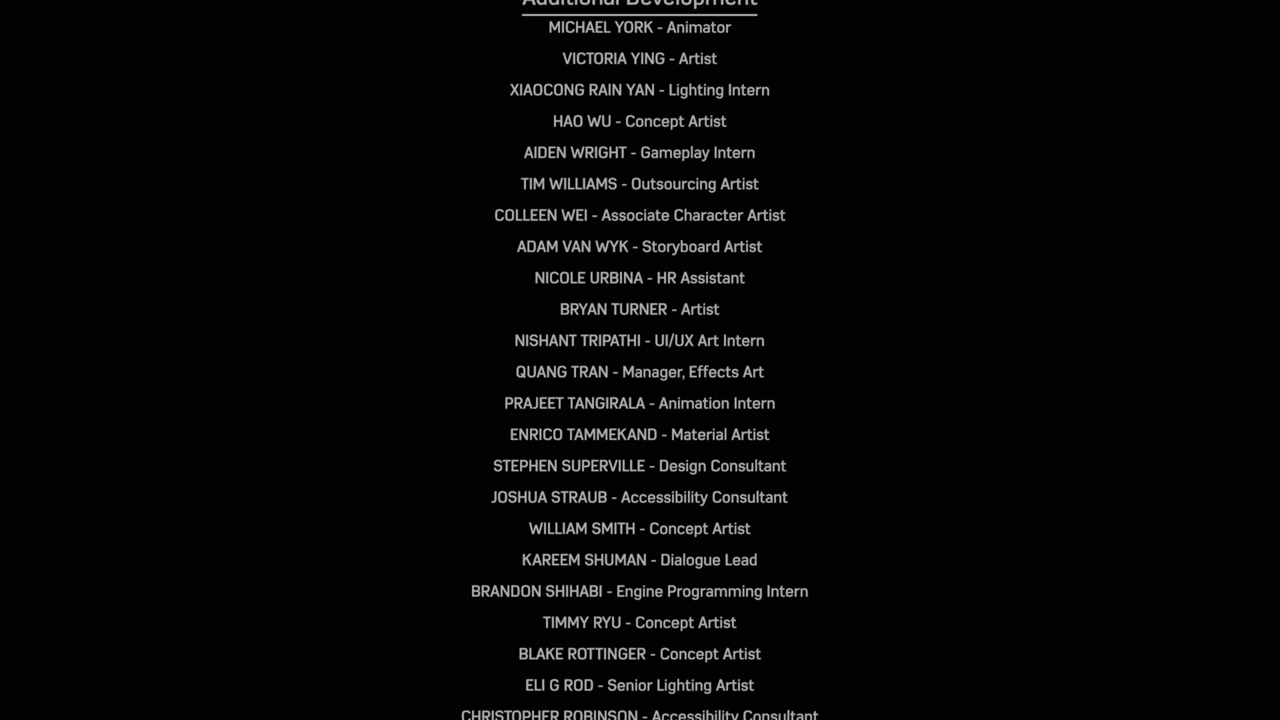 Additional Development
MICHAEL YORK - Animator
VICTORIA YING - Artist
XIAOCONG RAIN YAN - Lighting Intern
HAO WU - Concept Artist
AIDEN WRIGHT - Gameplay Intern
TIM WILLIAMS - Outsourcing Artist
COLLEEN WEI - Associate Character Artist
ADAM VAN WYK - Storyboard Artist
NICOLE URBINA - HR Assistant
BRYAN TURNER - Artist
NISHANT TRIPATHI - UI/UX Art Intern
QUANG TRAN - Manager, Effects Art
PRAJEET TANGIRALA - Animation Intern
ENRICO TAMMEKAND - Material Artist
STEPHEN SUPERVILLE - Design Consultant
JOSHUA STRAUB - Accessibility Consultant
WILLIAM SMITH - Concept Artist
KAREEM SHUMAN - Dialogue Lead
BRANDON SHIHABI - Engine Programming Intern
TIMMY RYU - Concept Artist
BLAKE ROTTINGER - Concept Artist
ELI G ROD - Senior Lighting Artist
CHRISTOPHER ROBINSON - Accessibility Consultant